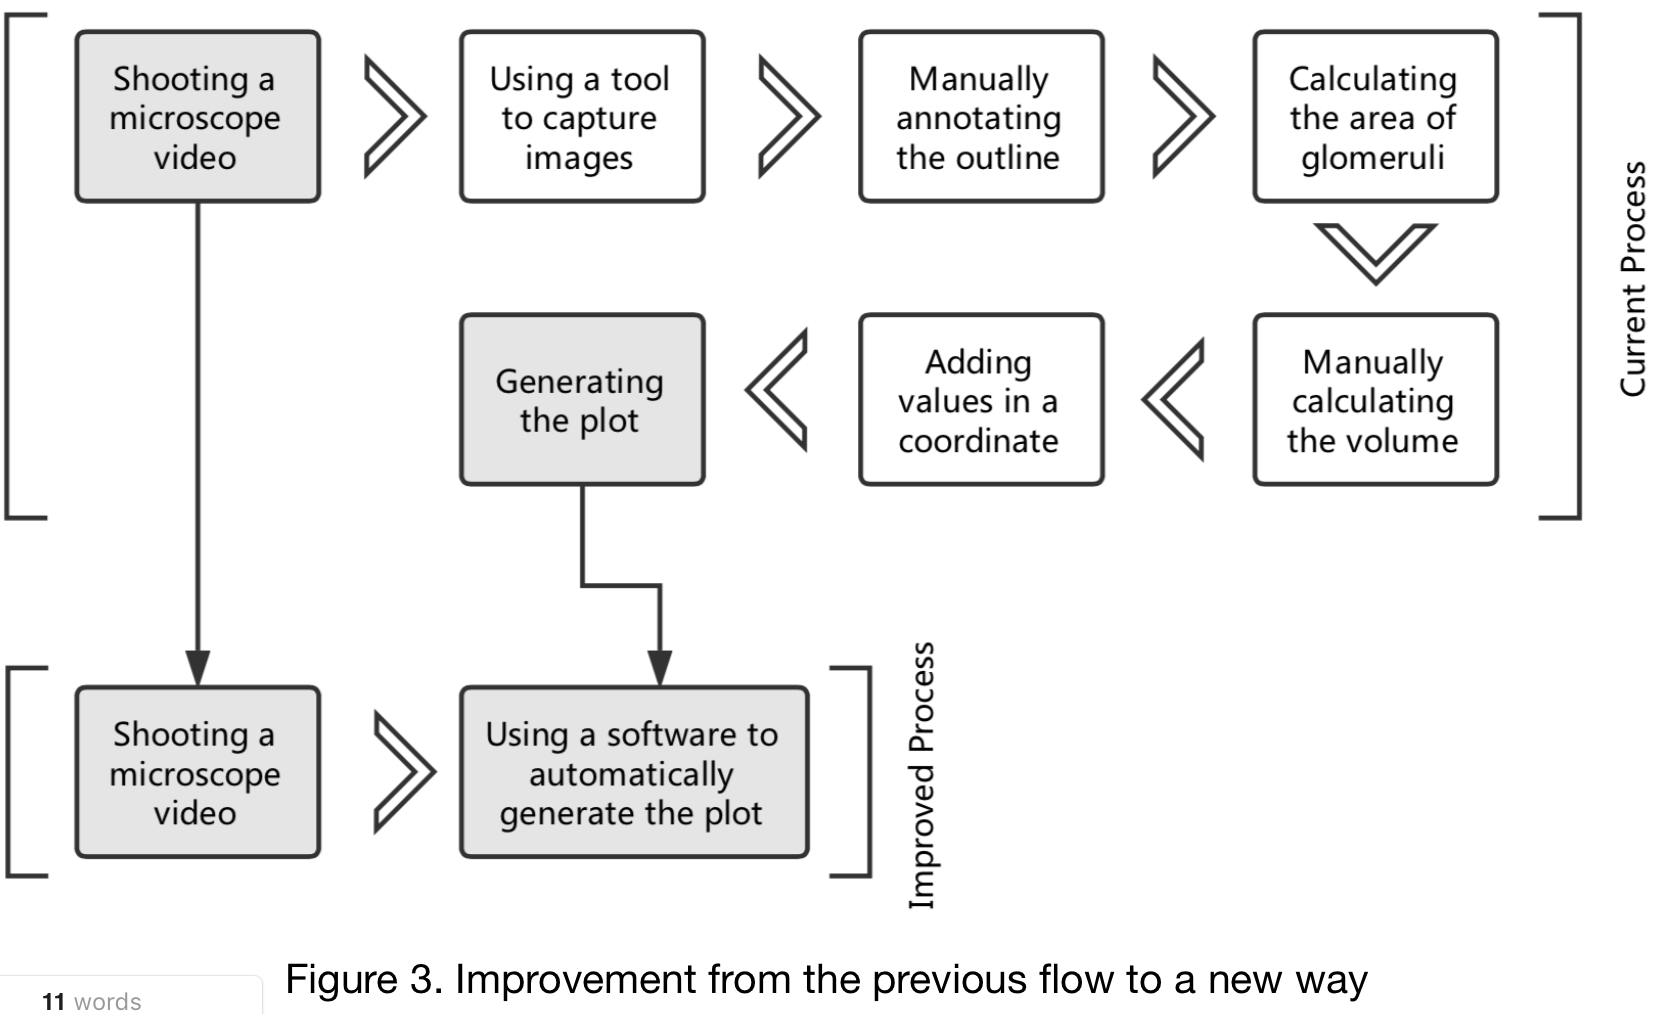 Shooting a
microscope
video
Using a tool
to capture
images
Manually
annotating
the outline
Calculating
the area of
glomeruli
Manually
calculating
the volume
Adding
values in a
coordinate
Generating
the plot
Current Process
Shooting a
microscope
video
Using a software to
automatically
generate the plot
Improved Process
Figure 3. Improvement from the previous flow to a new way
11 words